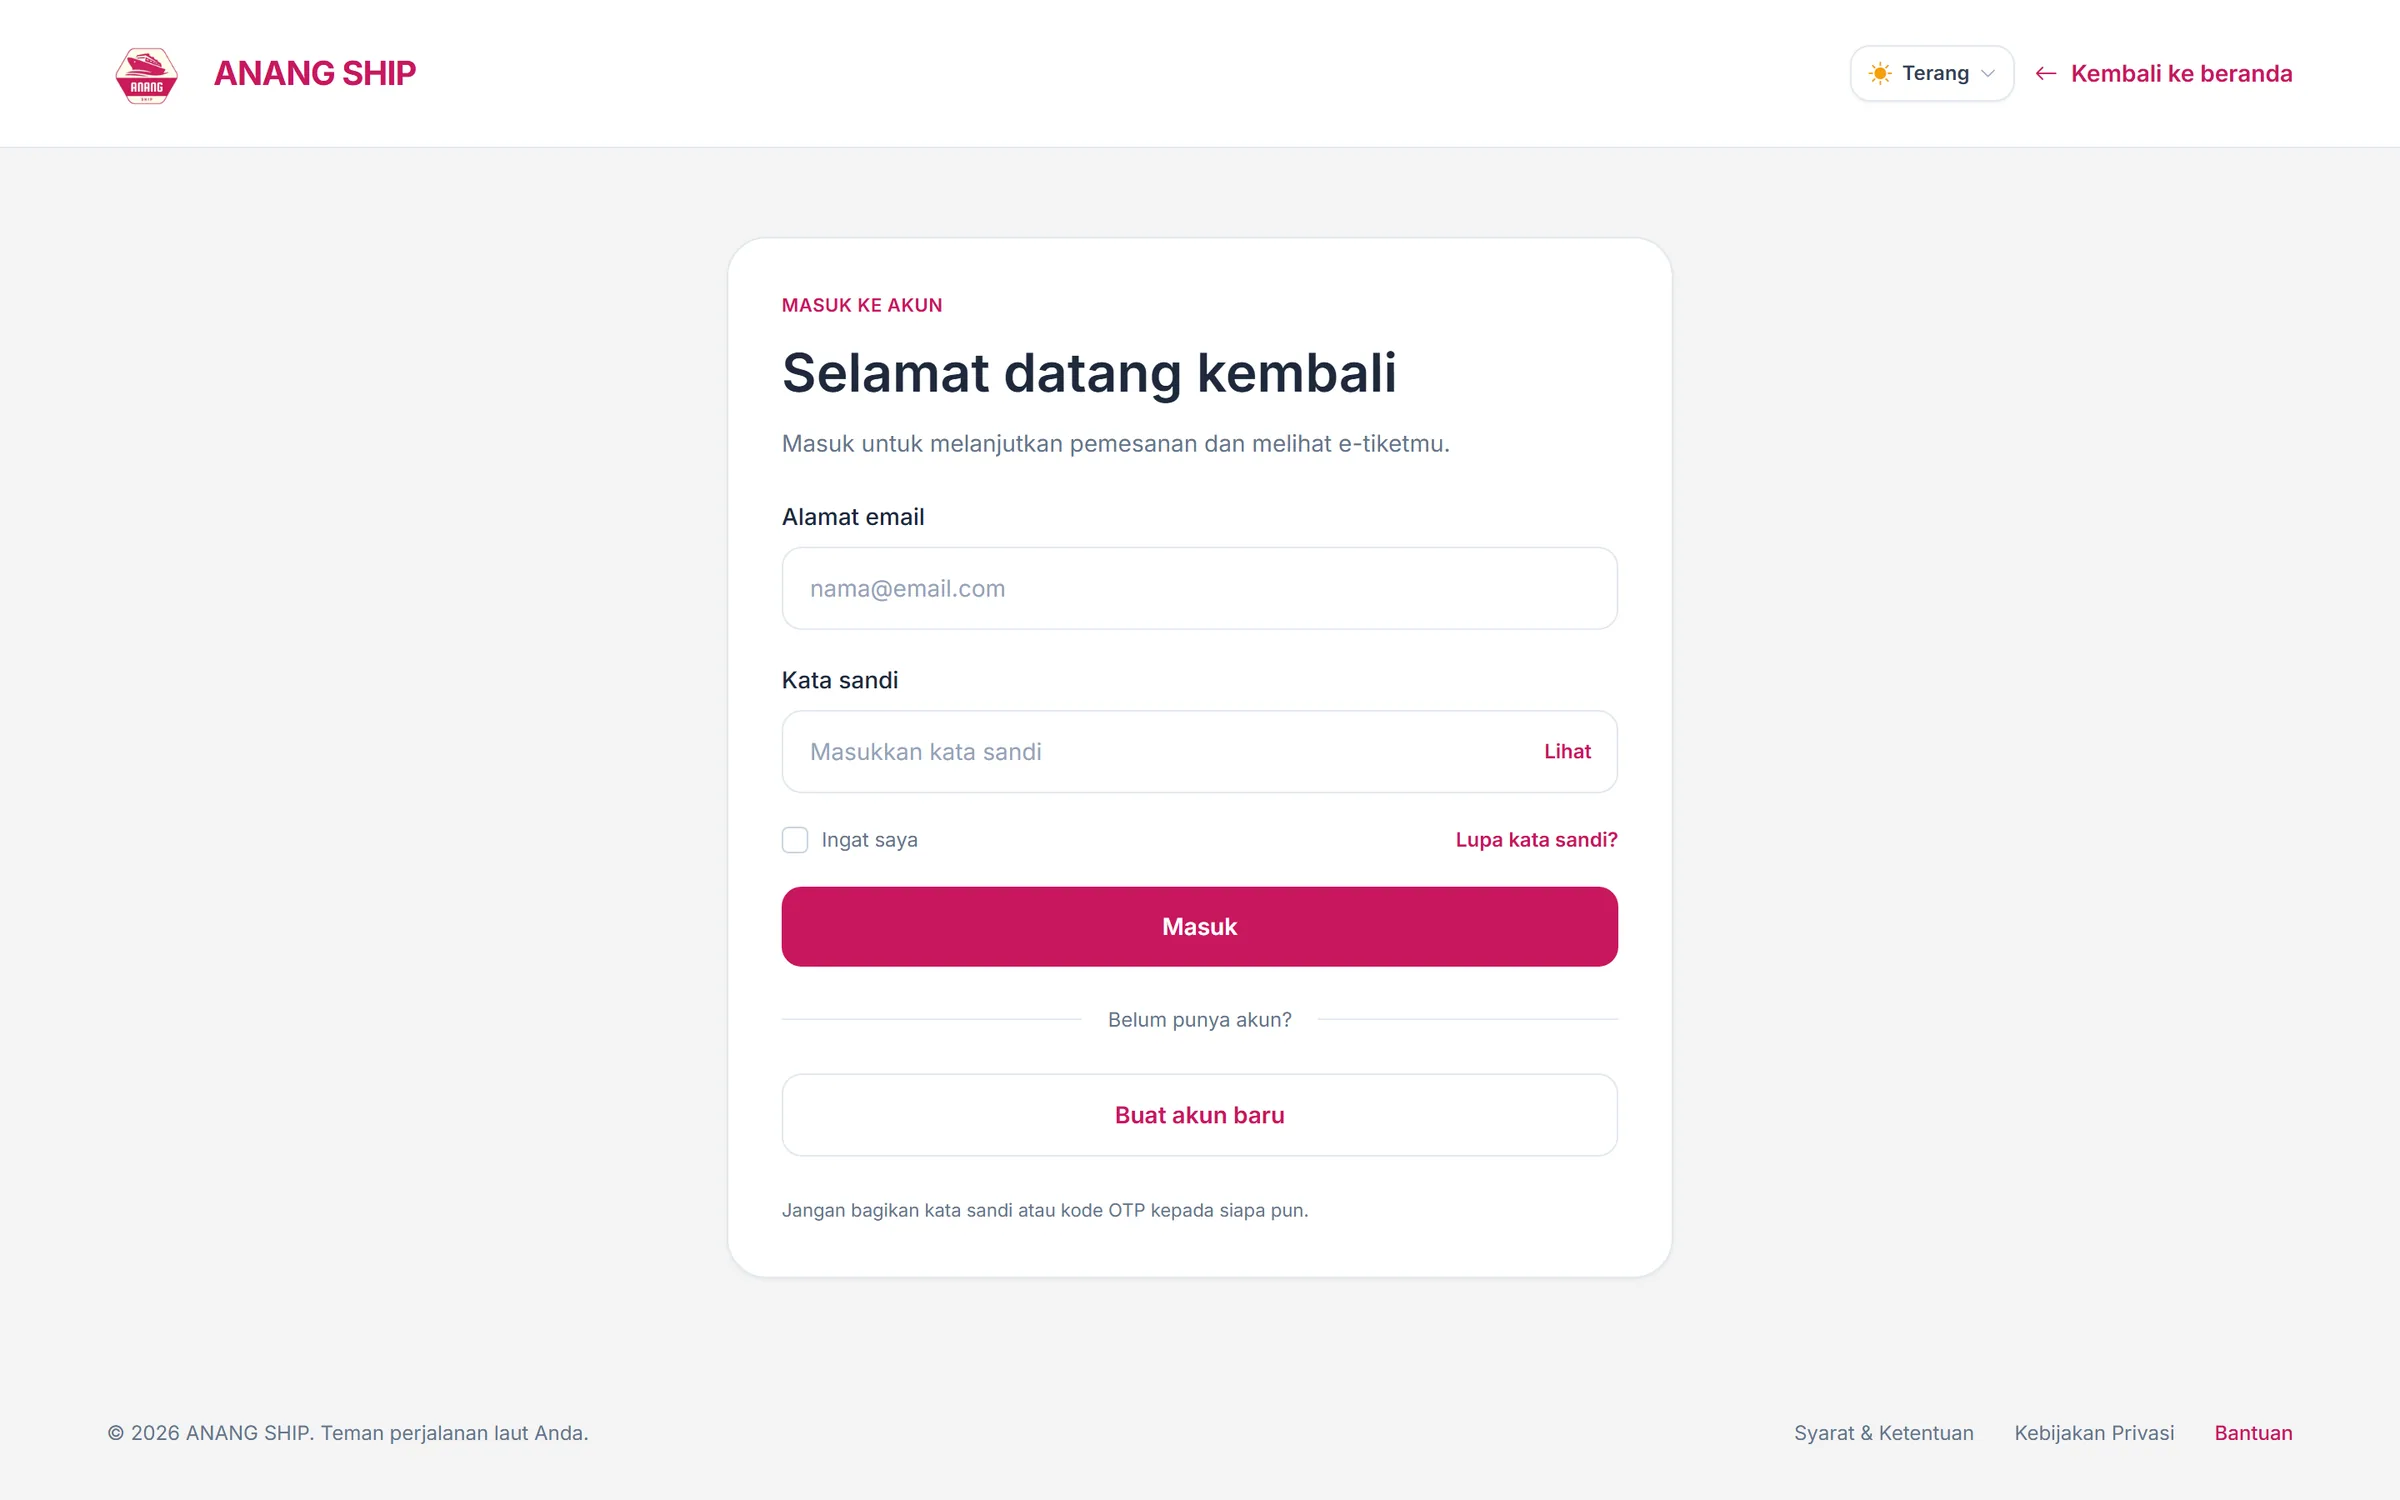 ANANG
SHIP
ANANG SHIP
Terang
← Kembali ke beranda
MASUK KE AKUN
Selamat datang kembali
Masuk untuk melanjutkan pemesanan dan melihat e-tiketmu.
Alamat email
nama@email.com
Kata sandi
Masukkan kata sandi
Lihat
Ingat saya
Lupa kata sandi?
Masuk
Belum punya akun?
Buat akun baru
Jangan bagikan kata sandi atau kode OTP kepada siapa pun.
© 2026 ANANG SHIP. Teman perjalanan laut Anda.
Syarat & Ketentuan
Kebijakan Privasi
Bantuan